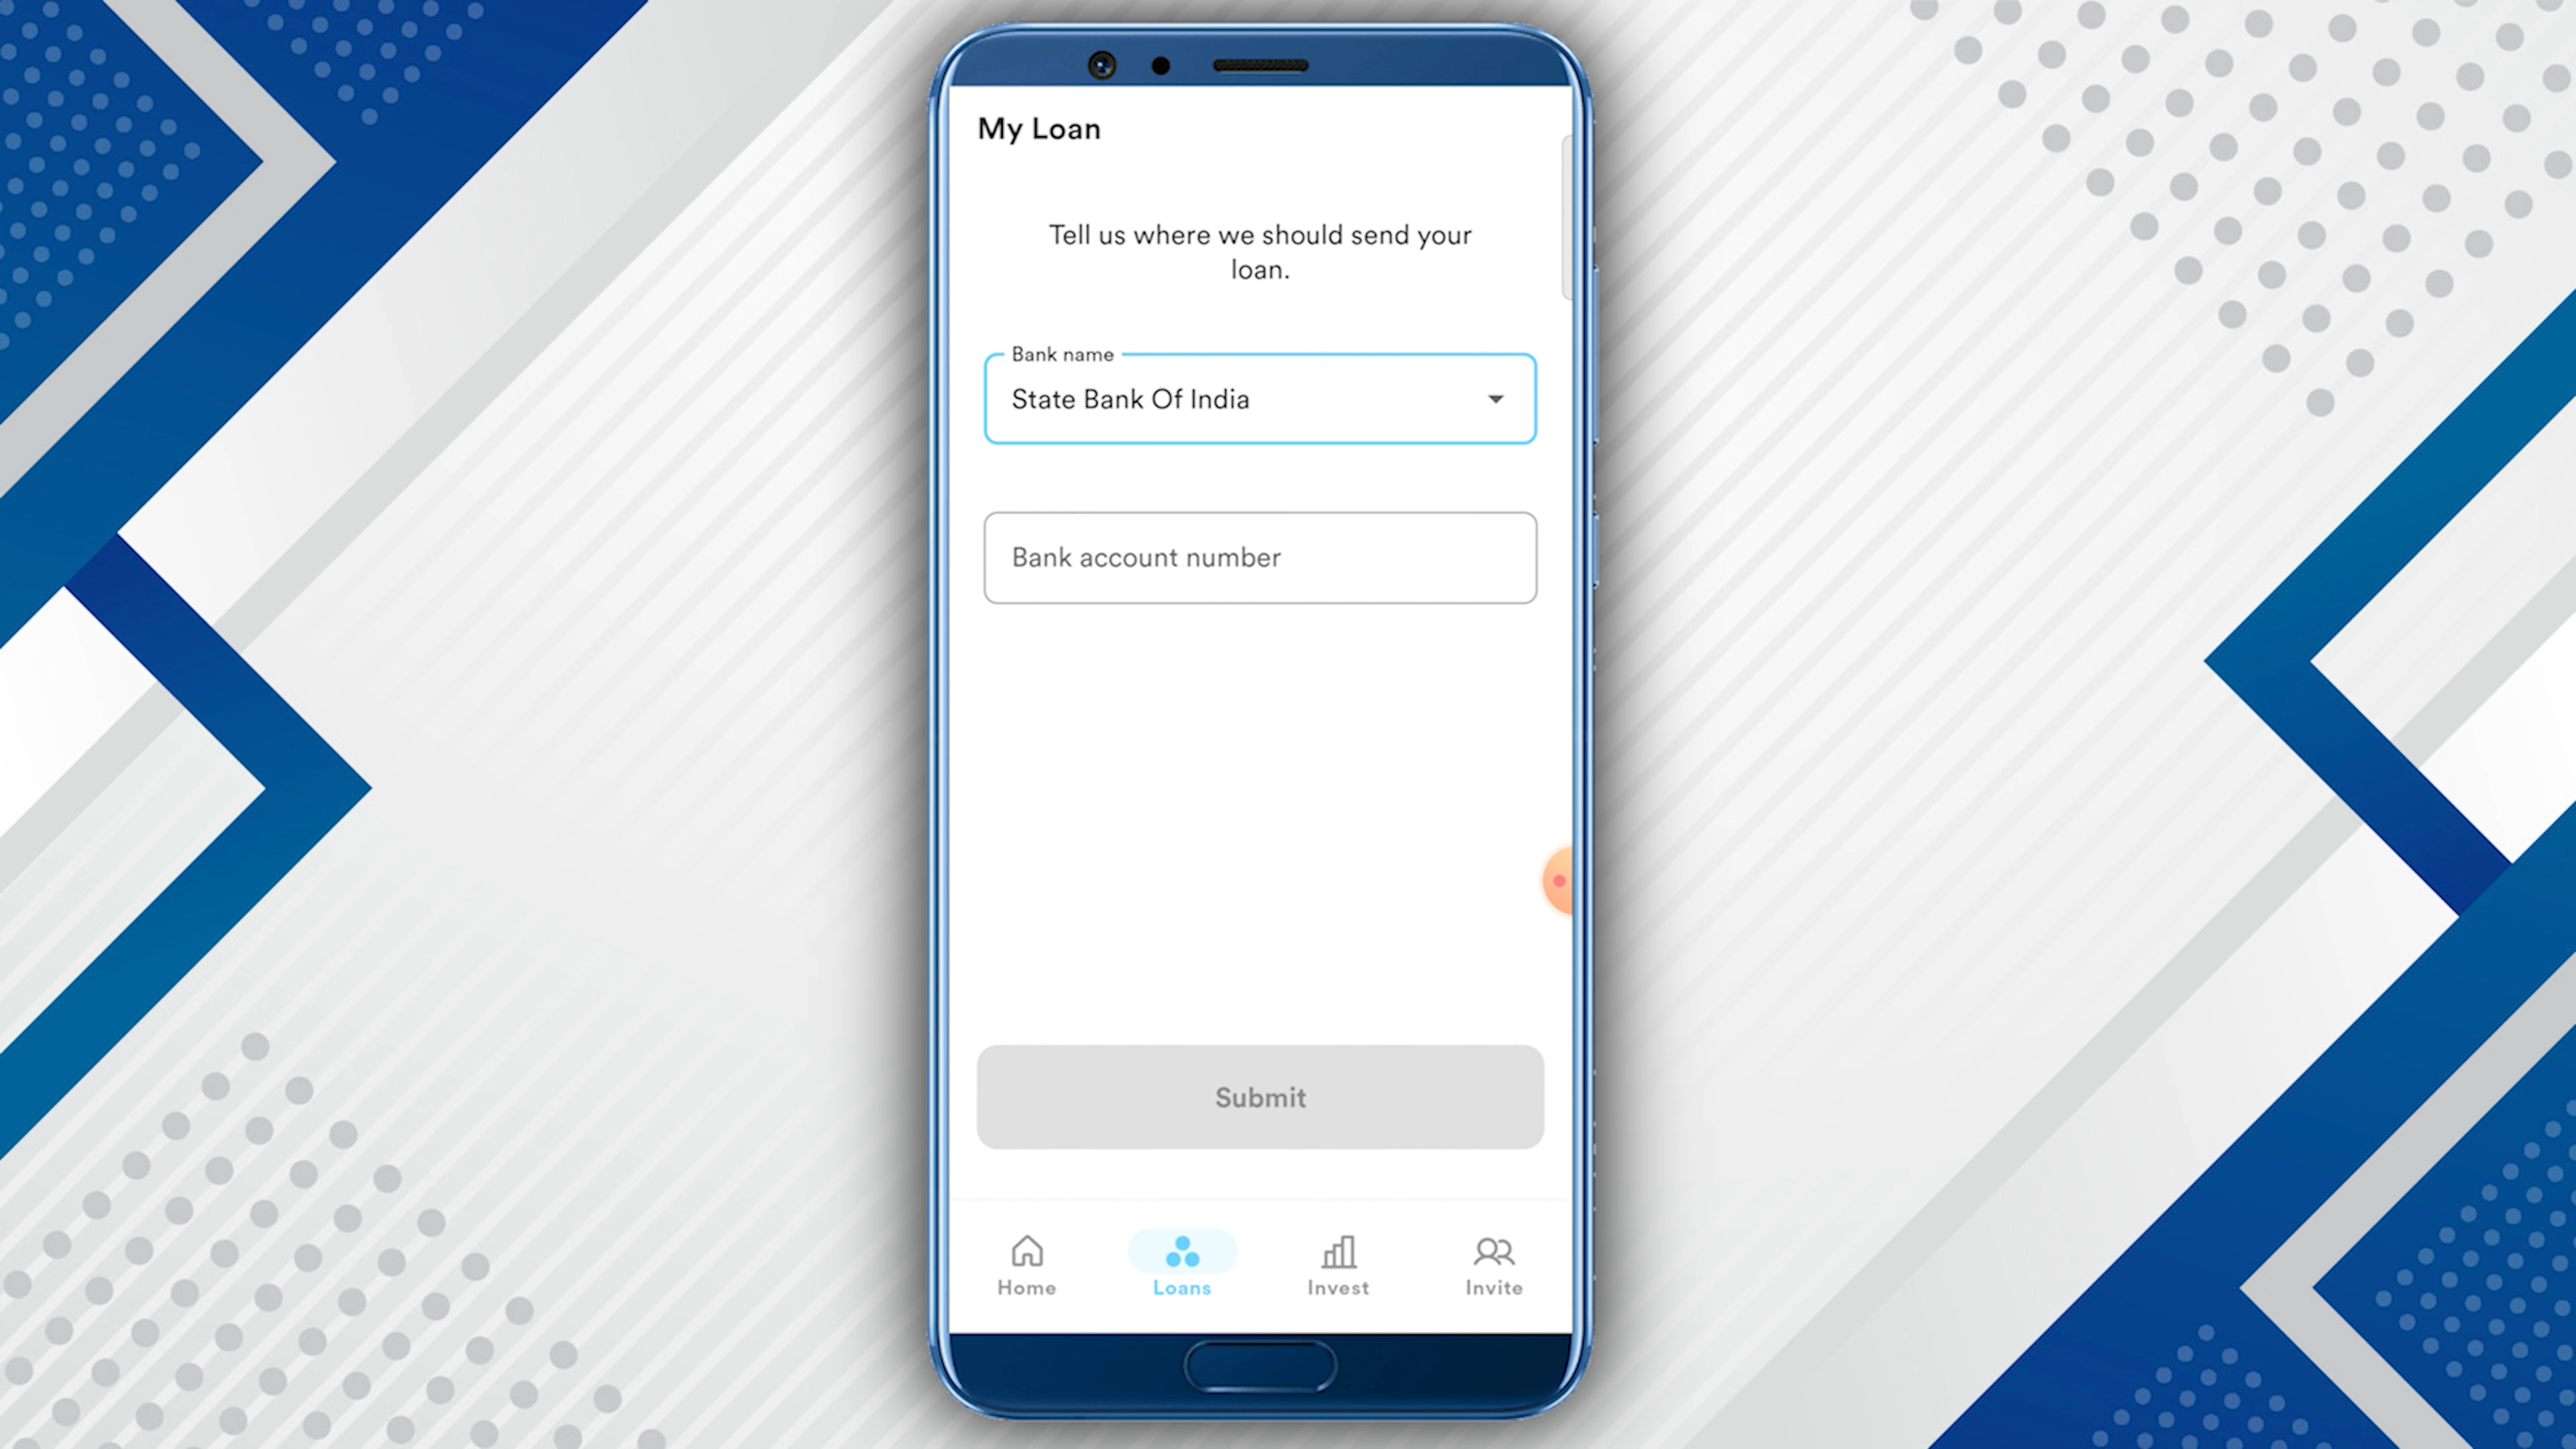 My Loan
Tell us where we should send your
loan.
Bank name
State Bank Of India
Bank account number
Submit
Home
Loans
Invest
Invite